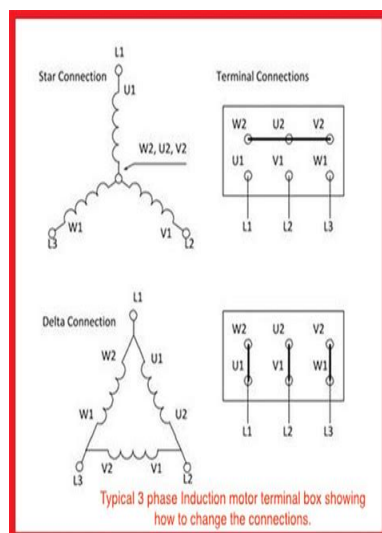 L1
Star Connection
Terminal Connections
U1
W2, U2, V2
W2 U2 V2
U1 V1 W1
W1
V1
L3
L2
L1 L2 L3
L1
Delta Connection
W2 U1
W2 U2 V2
U1 V1 W1
W1 U2
V2 V1
L3 L2
L1 L2 L3
Typical 3 phase Induction motor terminal box showing
how to change the connections.